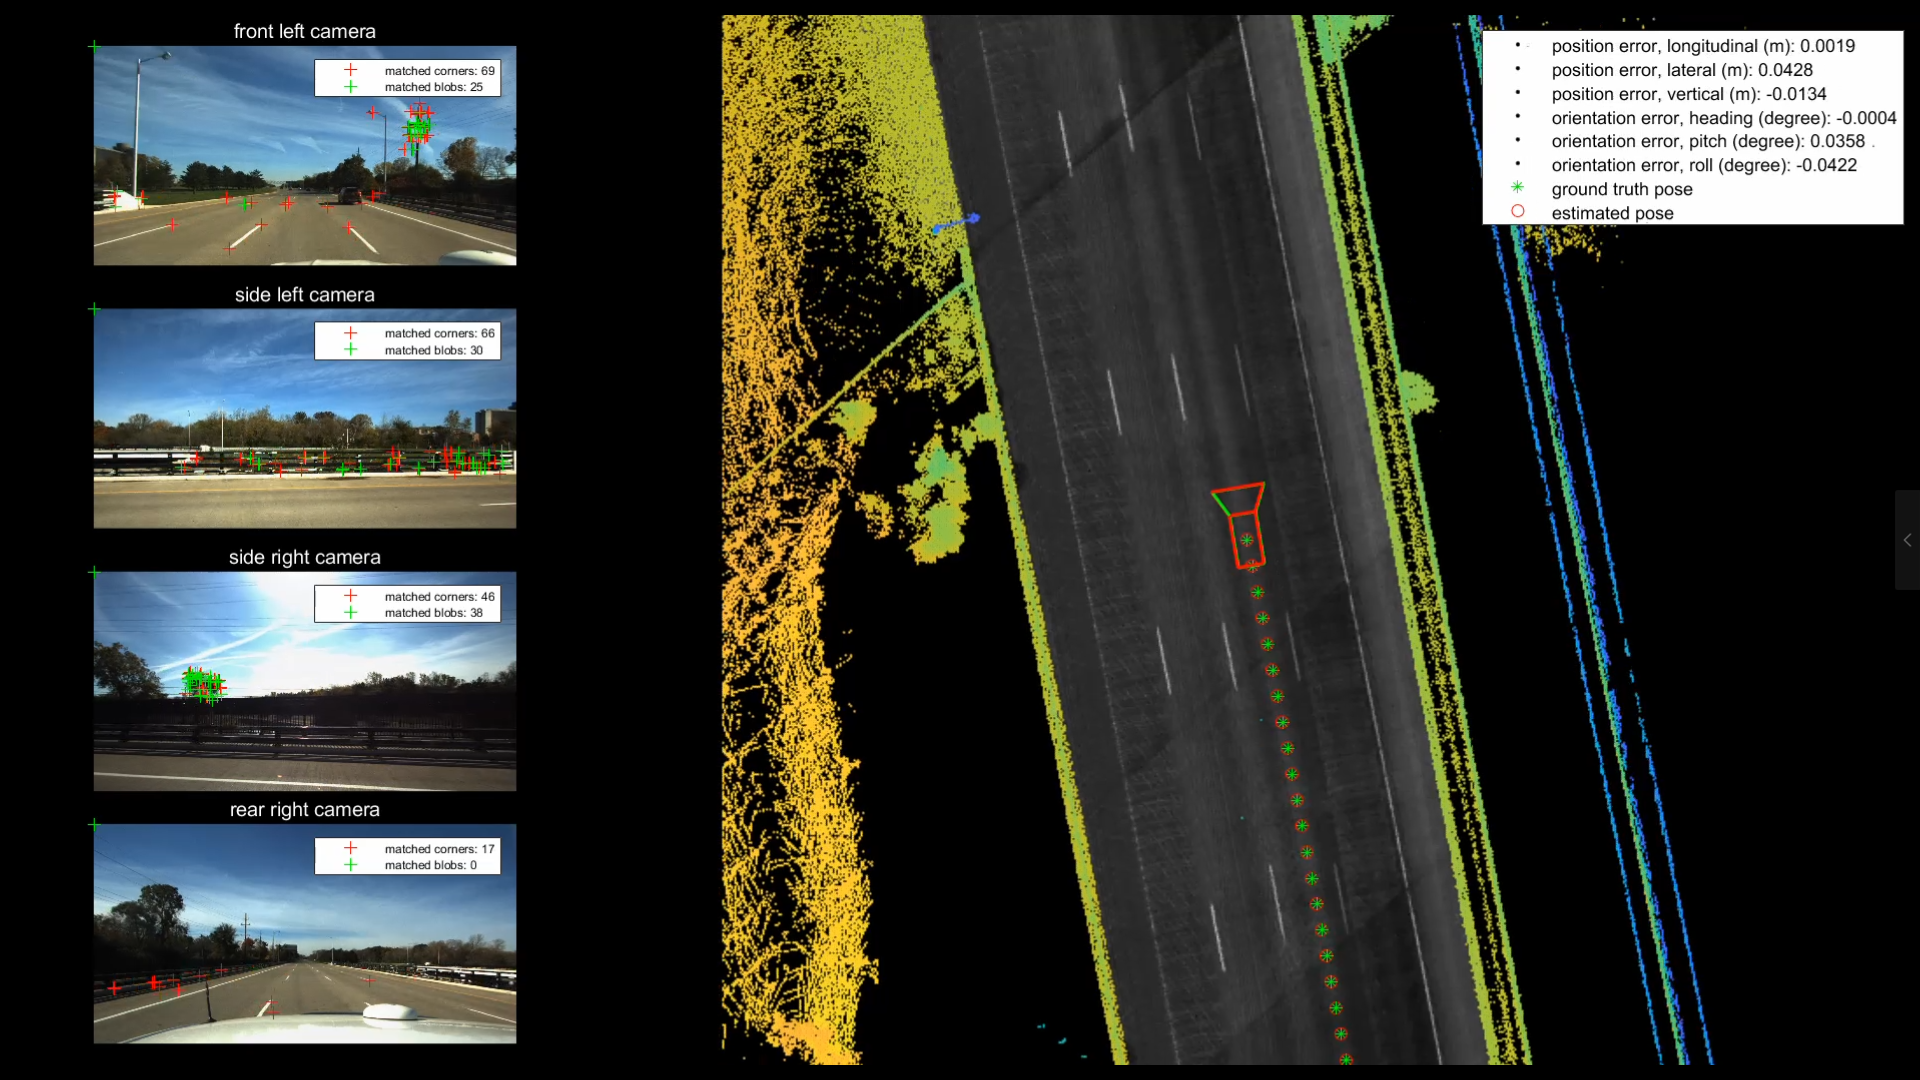 front left camera
matched corners: 69
matched blobs: 25
side left camera
matched corners: 66
matched blobs: 30
side right camera
matched corners: 46
matched blobs: 38
rear right camera
matched corners: 17
matched blobs: 0
position error, longitudinal (m): 0.0019
position error, lateral (m): 0.0428
position error, vertical (m): -0.0134
orientation error, heading (degree): -0.0004
orientation error, pitch (degree): 0.0358
orientation error, roll (degree): -0.0422
ground truth pose
estimated pose